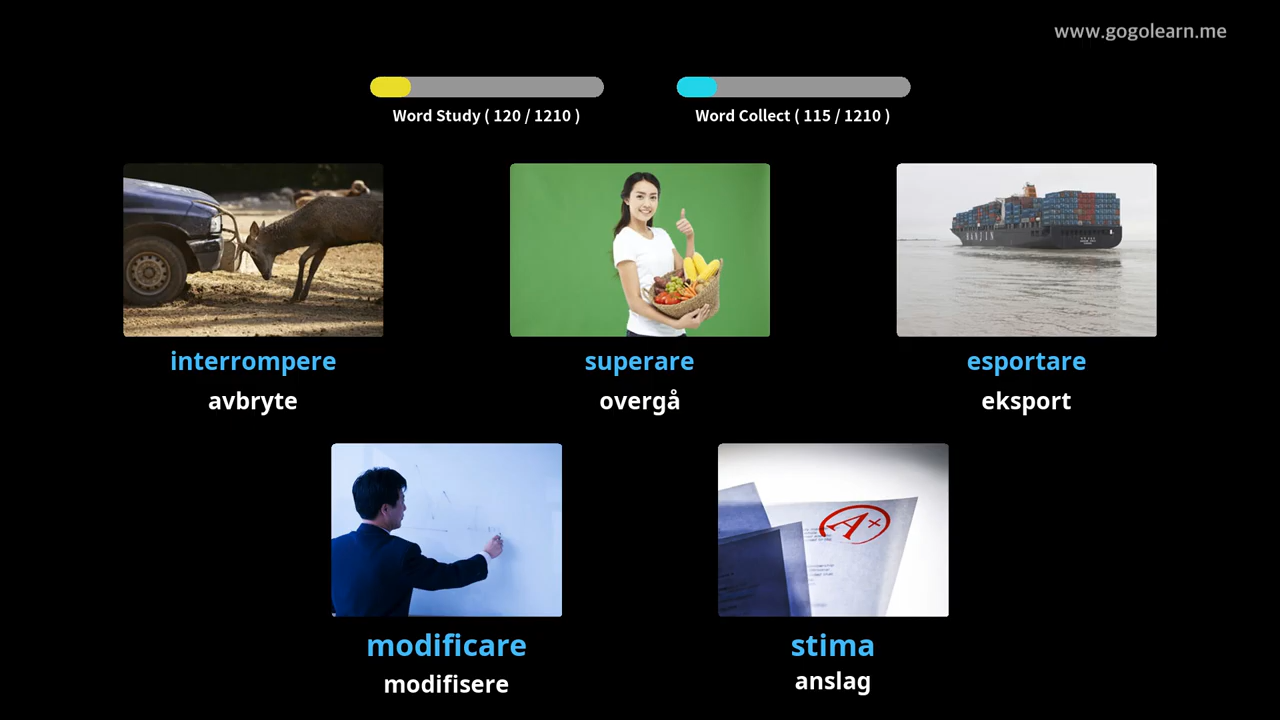 www.gogolearn.me
Word Study ( 120 / 1210 )
Word Collect ( 115 / 1210 )
interrompere
superare
esportare
avbryte
overgå
eksport
A+
modificare
stima
modifisere
anslag